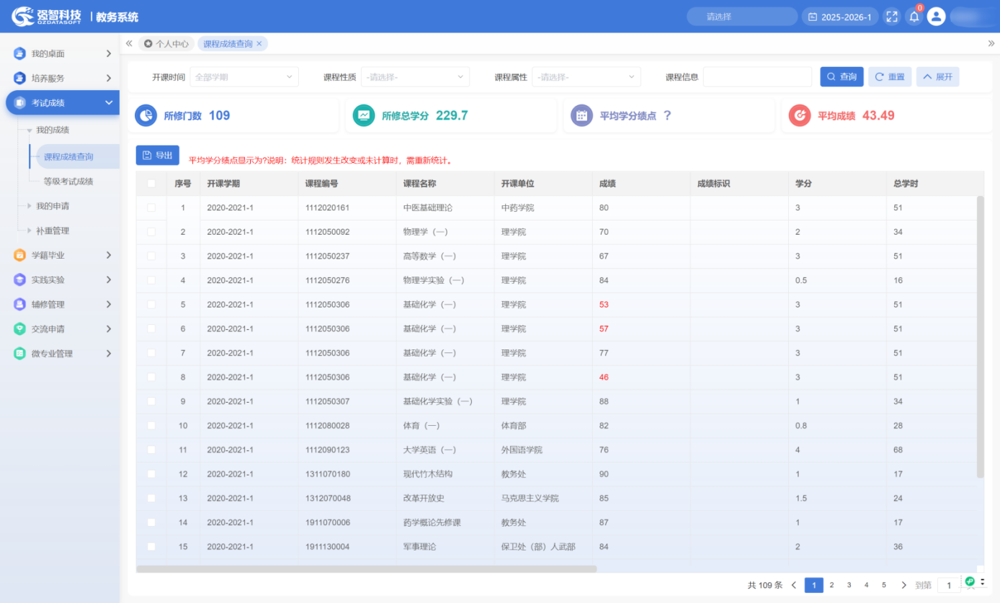 强智科技 QZDATASOFT | 教务系统
请选择 2025-2026-1 0
我的桌面
培养服务
考试成绩
我的成绩
课程成绩查询
等级考试成绩
我的申请
补重管理
学籍毕业
实践实验
辅修管理
交流申请
微专业管理
个人中心 课程成绩查询 ×
开课时间 全部学期 课程性质 -请选择- 课程属性 -请选择- 课程信息 查询 重置 展开
所修门数 109 所修总学分 229.7 平均学分绩点 ? 平均成绩 43.49
导出 平均学分绩点显示为?说明：统计规则发生改变或未计算时，需重新统计。
序号 开课学期 课程编号 课程名称 开课单位 成绩 成绩标识 学分 总学时
1 2020-2021-1 1112020161 中医基础理论 中药学院 80 3 51
2 2020-2021-1 1112050092 物理学（一） 理学院 70 2 34
3 2020-2021-1 1112050237 高等数学（一） 理学院 67 3 51
4 2020-2021-1 1112050276 物理学实验（一） 理学院 84 0.5 16
5 2020-2021-1 1112050306 基础化学（一） 理学院 53 3 51
6 2020-2021-1 1112050306 基础化学（一） 理学院 57 3 51
7 2020-2021-1 1112050306 基础化学（一） 理学院 77 3 51
8 2020-2021-1 1112050306 基础化学（一） 理学院 46 3 51
9 2020-2021-1 1112050307 基础化学实验（一） 理学院 88 1 34
10 2020-2021-1 1112080028 体育（一） 体育部 82 0.8 28
11 2020-2021-1 1112090123 大学英语（一） 外国语学院 76 4 68
12 2020-2021-1 1311070180 现代竹木结构 教务处 90 1 17
13 2020-2021-1 1312070048 改革开放史 马克思主义学院 85 1.5 24
14 2020-2021-1 1911070006 药学概论先修课 教务处 87 1 17
15 2020-2021-1 1911130004 军事理论 保卫处（部）人武部 84 2 36
共 109 条 1 2 3 4 5 到第 1